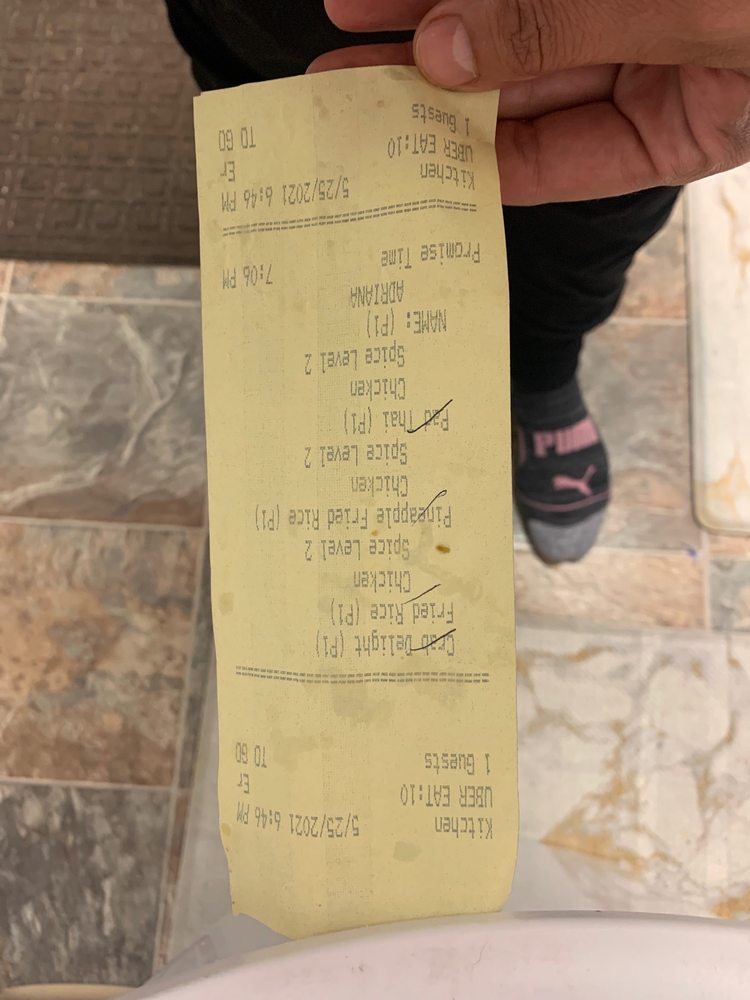 Kitchen 5/25/2021 6:46 PM
UBER EAT:10 Er
1 Guests TO GO
Crab Delight (P1)
Fried Rice (P1)
Chicken
Spice Level 2
Pineapple Fried Rice (P1)
Chicken
Spice Level 2
Pad Thai (P1)
Chicken
Spice Level 2
NAME: (P1)
ADRIANA
Promise Time 7:06 PM
Kitchen 5/25/2021 6:46 PM
UBER EAT:10 Er
1 Guests TO GO
PUMA